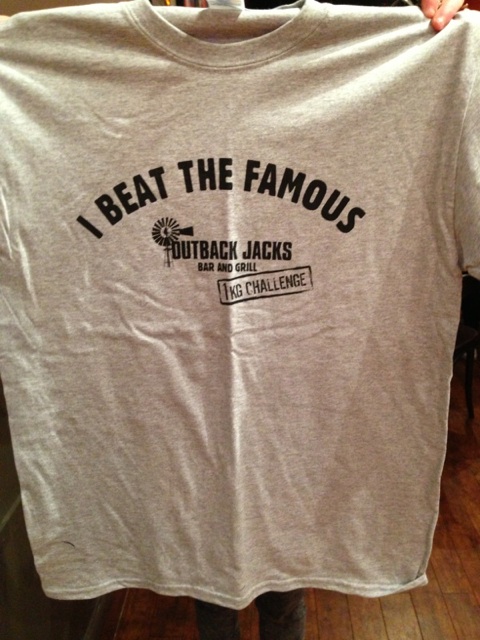 I BEAT THE FAMOUS
OUTBACK JACKS
BAR AND GRILL
1KG CHALLENGE